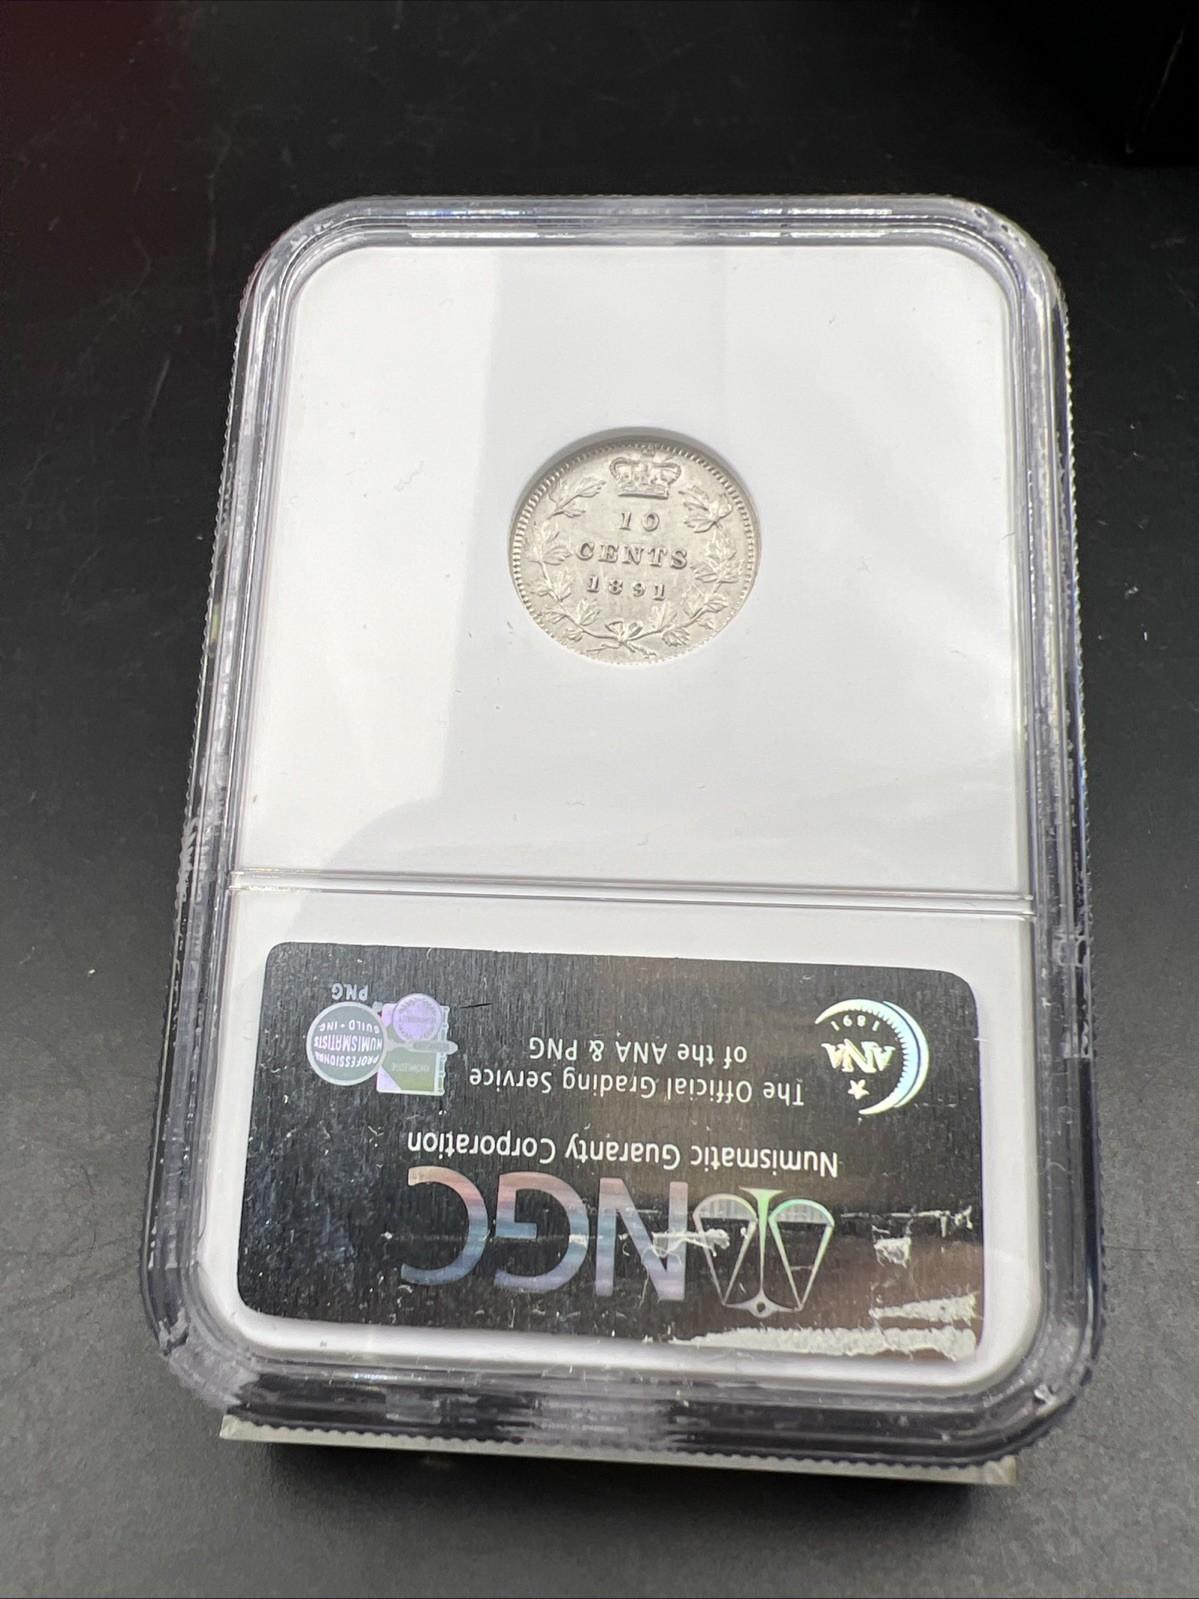 10
CENTS
1891
NGC
Numismatic Guaranty Corporation
The Official Grading Service
of the ANA & PNG
ANA
1891
PROFESSIONAL
NUMISMATISTS
GUILD • INC.
PNG
KNOWLEDGE